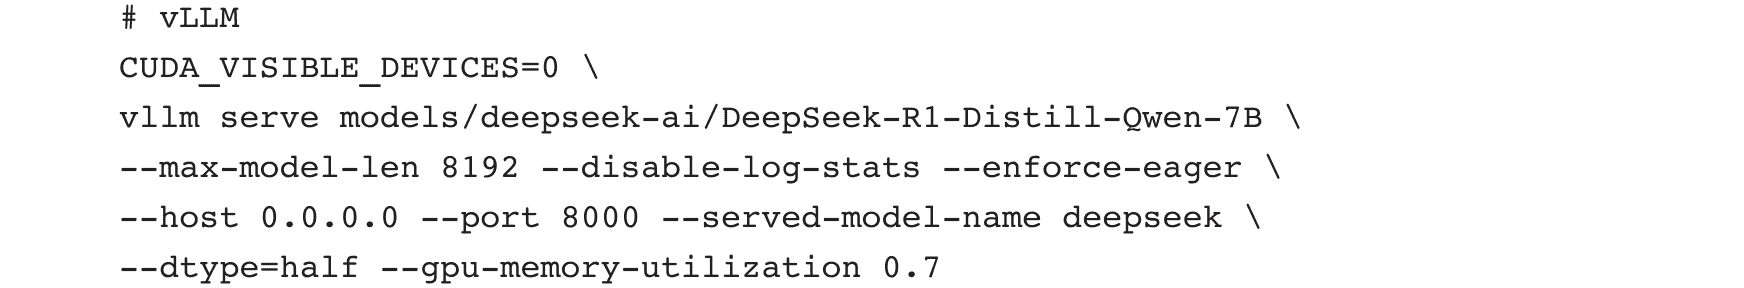 # vLLM
CUDA_VISIBLE_DEVICES=0 \
vllm serve models/deepseek-ai/DeepSeek-R1-Distill-Qwen-7B \
--max-model-len 8192 --disable-log-stats --enforce-eager \
--host 0.0.0.0 --port 8000 --served-model-name deepseek \
--dtype=half --gpu-memory-utilization 0.7